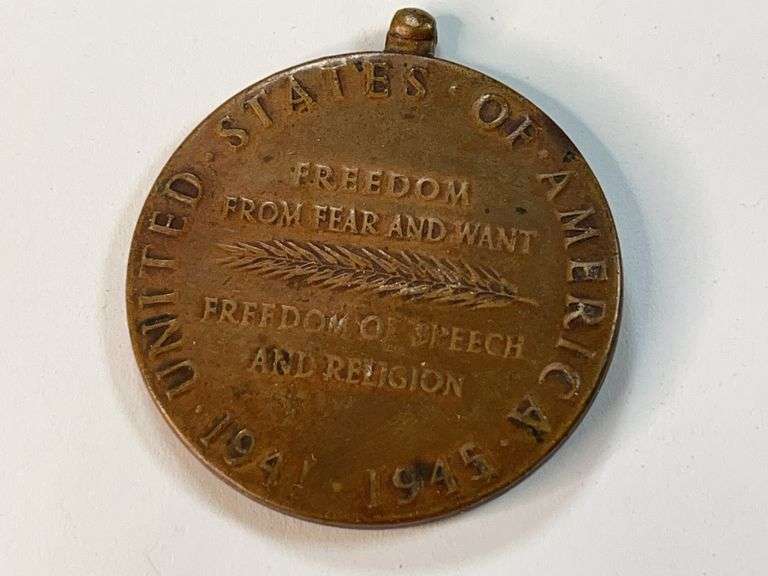 UNITED · STATES · OF · AMERICA
FREEDOM
FROM FEAR AND WANT
FREEDOM OF SPEECH
AND RELIGION
· 1941 · 1945 ·